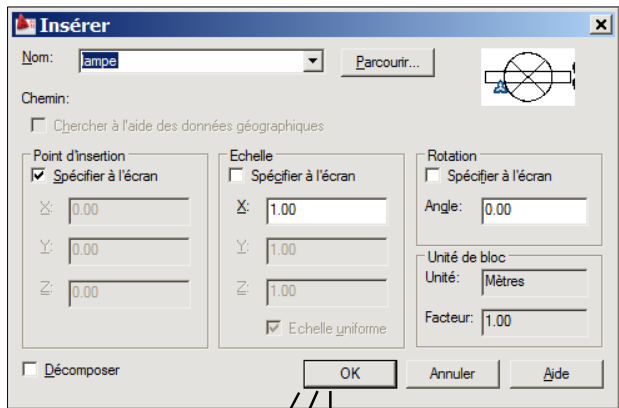 Insérer
Nom: lampe Parcourir...
Chemin:
Chercher à l'aide des données géographiques
Point d'insertion Echelle Rotation
Spécifier à l'écran Spécifier à l'écran Spécifier à l'écran
X: 0.00 X: 1.00 Angle: 0.00
Y: 0.00 Y: 1.00 Unité de bloc
Unité: Mètres
Z: 0.00 Z: 1.00
Echelle uniforme Facteur: 1.00
Décomposer OK Annuler Aide